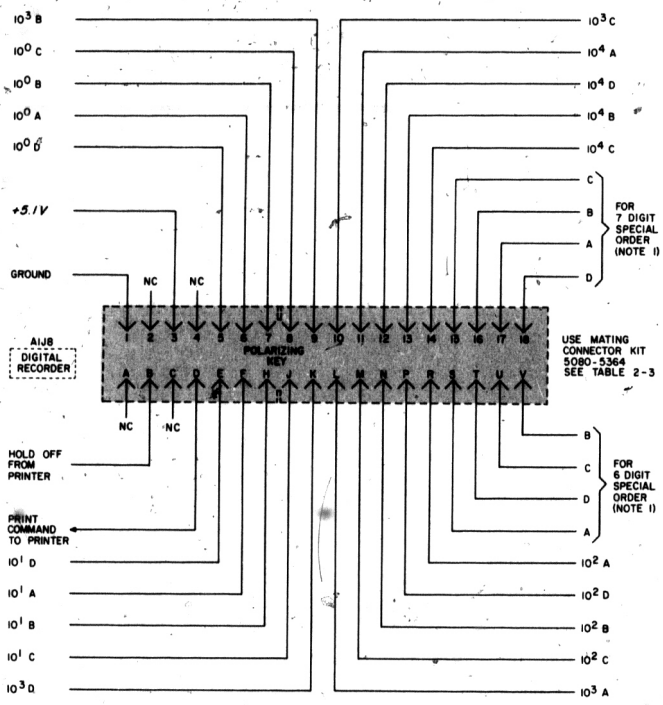 10³ B
10⁰ C
10⁰ B
10⁰ A
10⁰ D
+5.1V
GROUND
NC
NC
10³ C
10⁴ A
10⁴ D
10⁴ B
10⁴ C
C
B
A
D
FOR
7 DIGIT
SPECIAL
ORDER
(NOTE 1)
1 2 3 4 5 6 7 8 9 10 11 12 13 14 15 16 17 18
POLARIZING
KEY
A B C D E F H J K L M N P R S T U V
A1J8
DIGITAL
RECORDER
USE MATING
CONNECTOR KIT
5080-5364
SEE TABLE 2-3
NC
NC
HOLD OFF
FROM
PRINTER
PRINT
COMMAND
TO PRINTER
10¹ D
10¹ A
10¹ B
10¹ C
10³ D
B
C
D
A
FOR
6 DIGIT
SPECIAL
ORDER
(NOTE 1)
10² A
10² D
10² B
10² C
10³ A